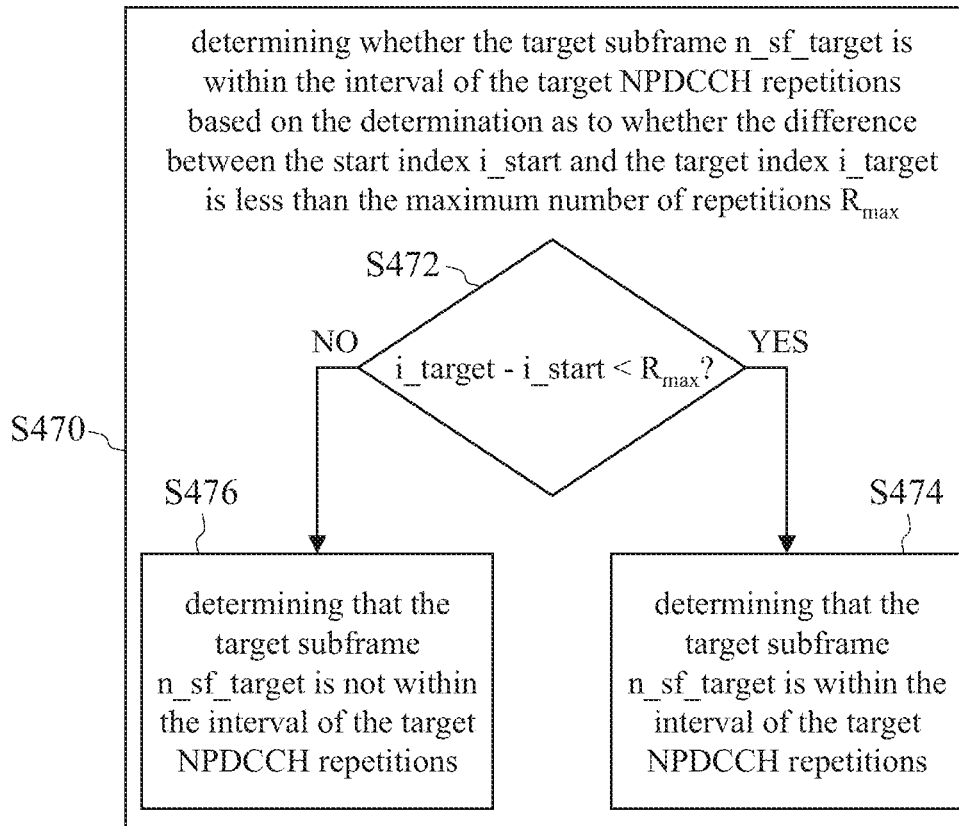 determining whether the target subframe n_sf_target is
within the interval of the target NPDCCH repetitions
based on the determination as to whether the difference
between the start index i_start and the target index i_target
is less than the maximum number of repetitions Rmax
S472
NO
YES
i_target - i_start < Rmax?
S470
S476
S474
determining that the
target subframe
n_sf_target is not within
the interval of the target
NPDCCH repetitions
determining that the
target subframe
n_sf_target is within the
interval of the target
NPDCCH repetitions